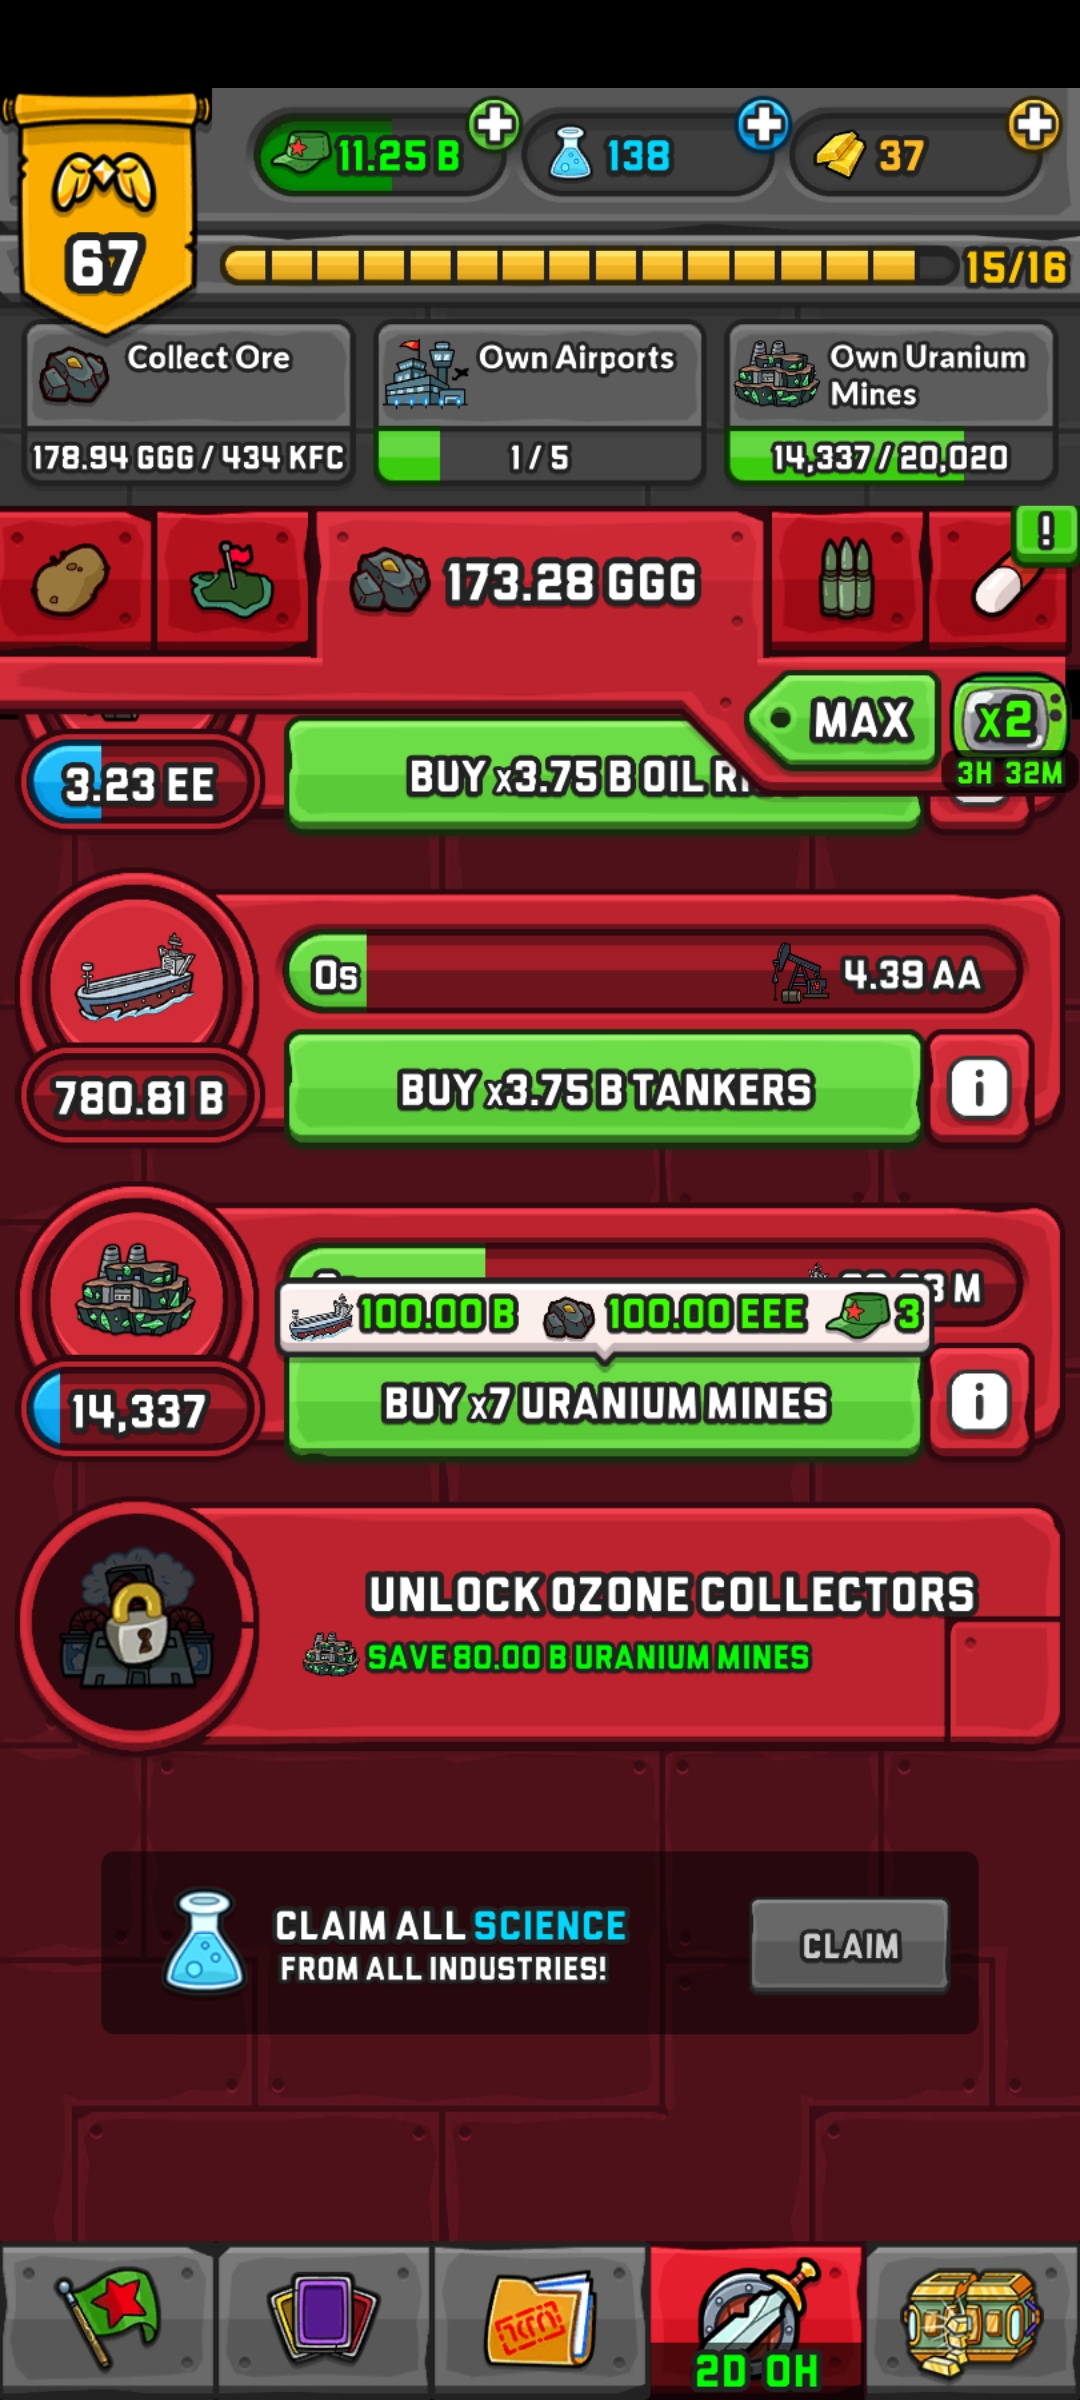 11.25 B
138
37
67
15/16
Collect Ore
Own Airports
Own Uranium
Mines
178.94 GGG / 434 KFC
1 / 5
14,337 / 20,020
173.28 GGG
!
MAX
x2
3H 32M
3.23 EE
BUY x3.75 B OIL RI
0s
4.39 AA
780.81 B
BUY x3.75 B TANKERS
i
3 M
100.00 B
100.00 EEE
3
14,337
BUY x7 URANIUM MINES
i
UNLOCK OZONE COLLECTORS
SAVE 80.00 B URANIUM MINES
CLAIM ALL SCIENCE
FROM ALL INDUSTRIES!
CLAIM
2D 0H